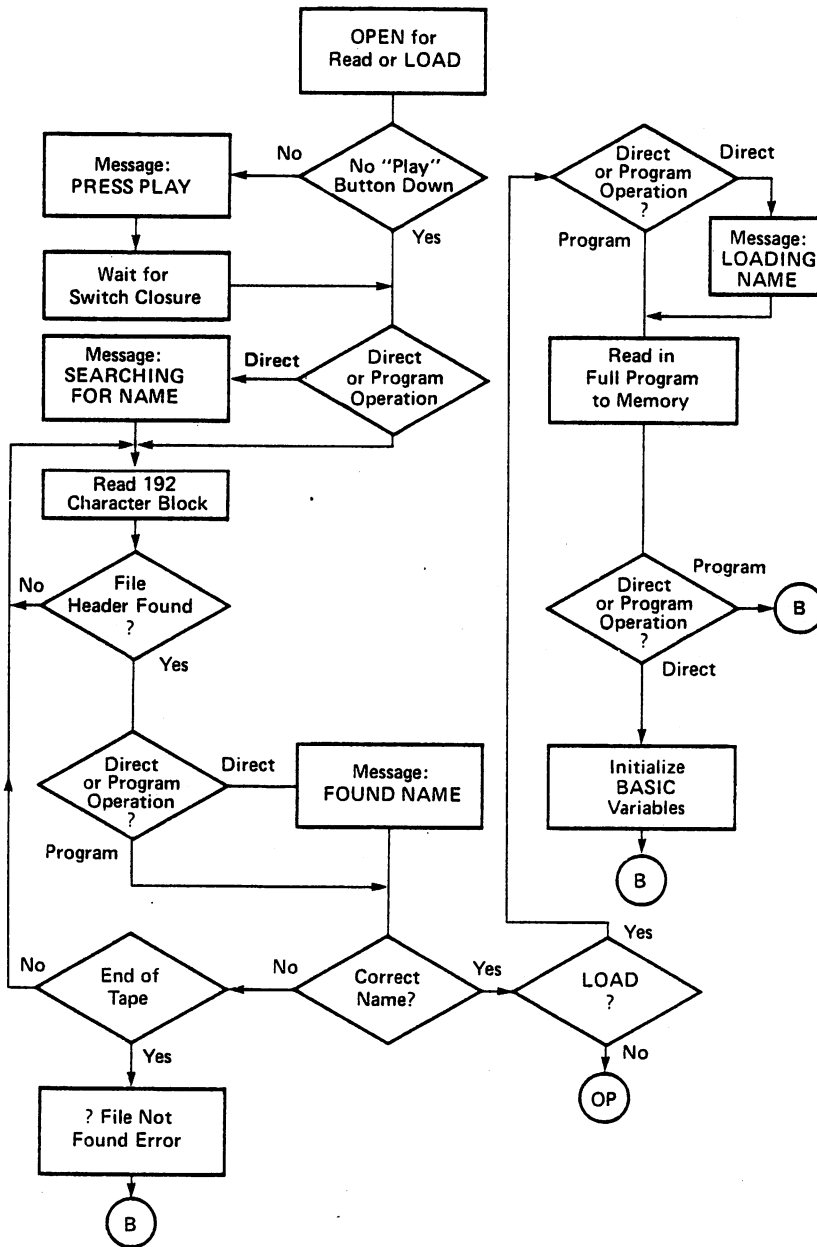 OPEN for
Read or LOAD
No "Play"
Button Down
No
Yes
Message:
PRESS PLAY
Wait for
Switch Closure
Direct
or Program
Operation
Direct
Message:
SEARCHING
FOR NAME
Read 192
Character Block
File
Header Found
?
No
Yes
Direct
or Program
Operation
?
Direct
Program
Message:
FOUND NAME
Correct
Name?
No
Yes
End of
Tape
No
Yes
? File Not
Found Error
B
LOAD
?
Yes
No
OP
Direct
or Program
Operation
?
Direct
Program
Message:
LOADING
NAME
Read in
Full Program
to Memory
Direct
or Program
Operation
?
Program
B
Direct
Initialize
BASIC
Variables
B